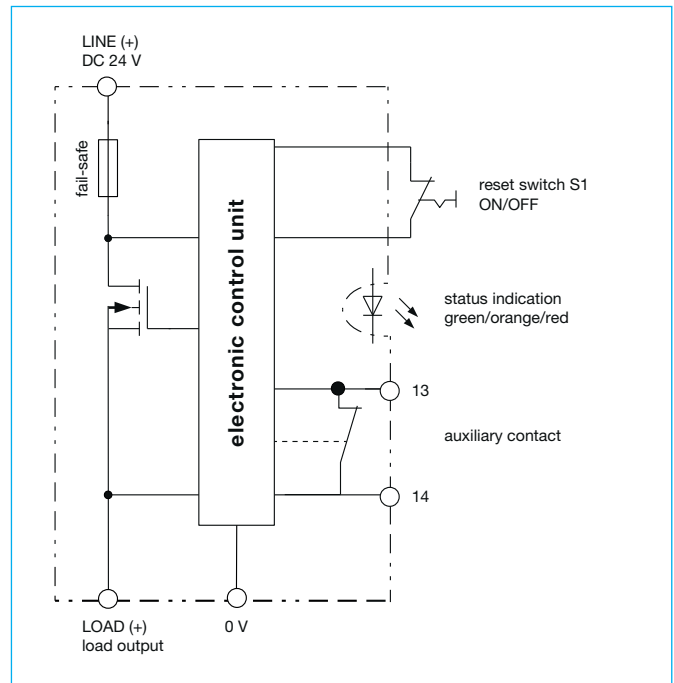 LINE (+)
DC 24 V
fail-safe
electronic control unit
reset switch S1
ON/OFF
status indication
green/orange/red
13
auxiliary contact
14
LOAD (+)
load output
0 V